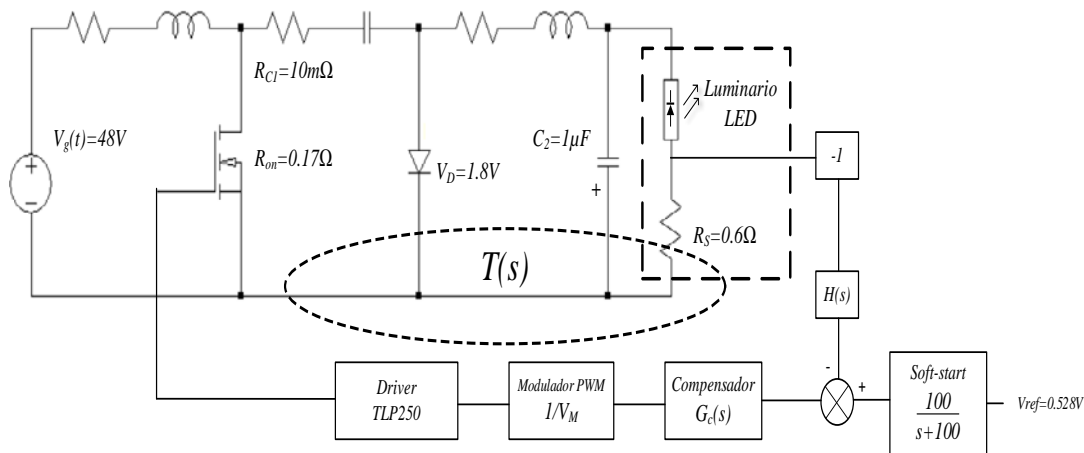 R_C1=10mΩ
Luminario
LED
V_g(t)=48V
R_on=0.17Ω
C_2=1μF
V_D=1.8V
-1
+
-
+
R_S=0.6Ω
T(s)
H(s)
-
+
Driver
TLP250
Modulador PWM
1/V_M
Compensador
G_c(s)
Soft-start
100
s+100
Vref=0.528V